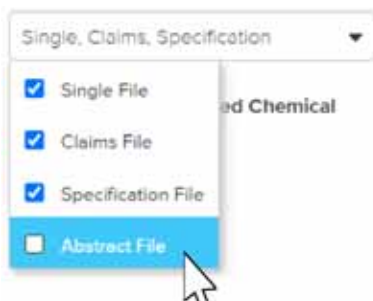 Single, Claims, Specification
Single File
ed Chemical
Claims File
Specification File
Abstract File